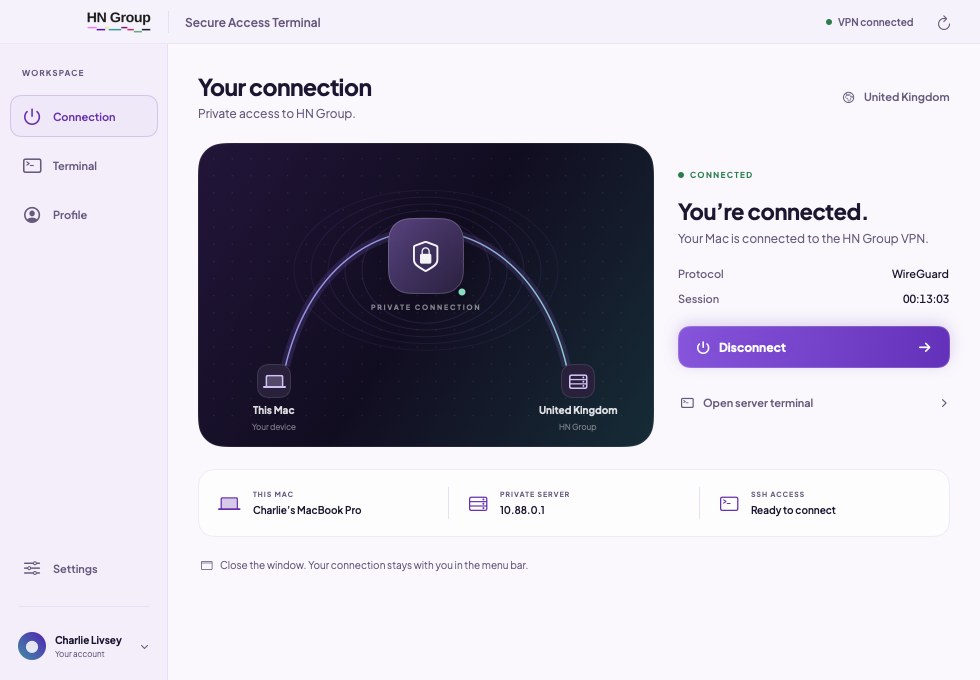 HN Group
Secure Access Terminal
VPN connected
WORKSPACE
Connection
Terminal
Profile
Settings
Charlie Livsey
Your account
Your connection
Private access to HN Group.
United Kingdom
PRIVATE CONNECTION
This Mac
Your device
United Kingdom
HN Group
CONNECTED
You're connected.
Your Mac is connected to the HN Group VPN.
Protocol WireGuard
Session 00:13:03
Disconnect
Open server terminal
THIS MAC
Charlie's MacBook Pro
PRIVATE SERVER
10.88.0.1
SSH ACCESS
Ready to connect
Close the window. Your connection stays with you in the menu bar.